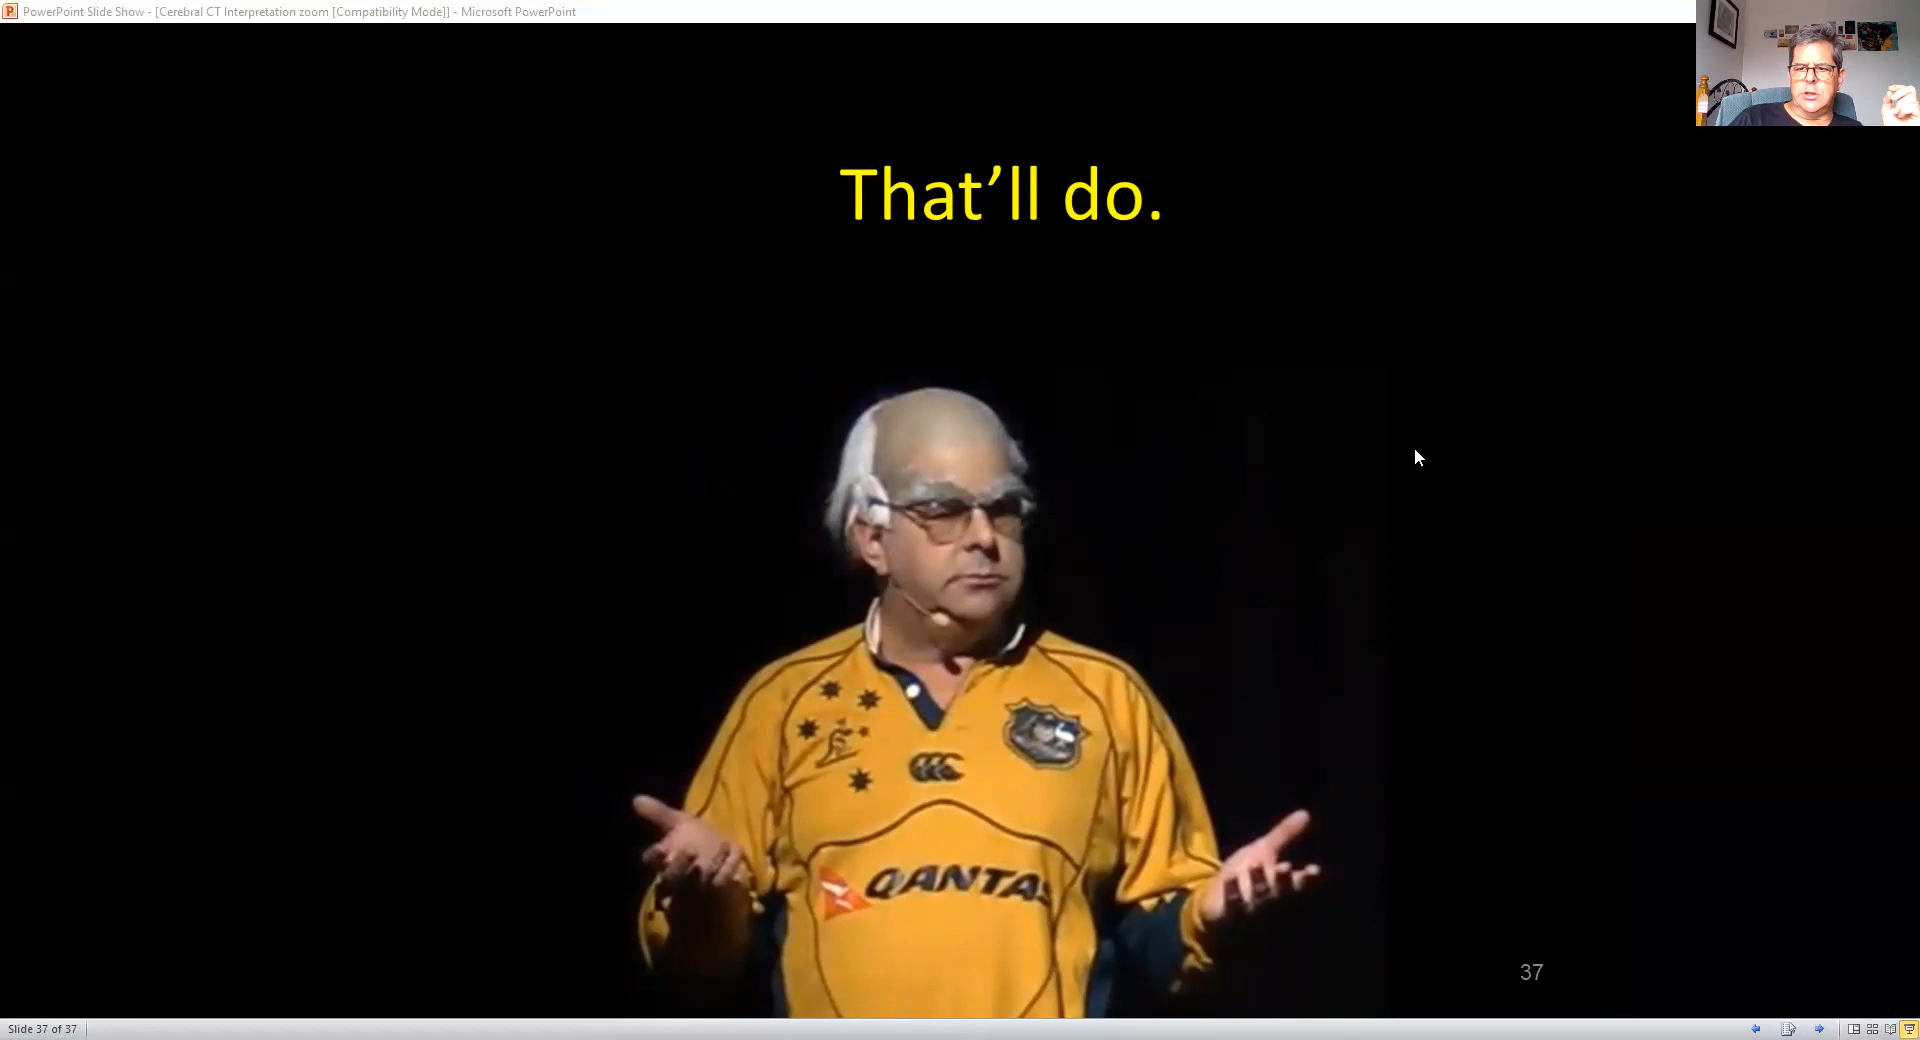 PowerPoint Slide Show - [Cerebral CT Interpretation zoom [Compatibility Mode]] - Microsoft PowerPoint
That’ll do.
QANTAS
37
Slide 37 of 37